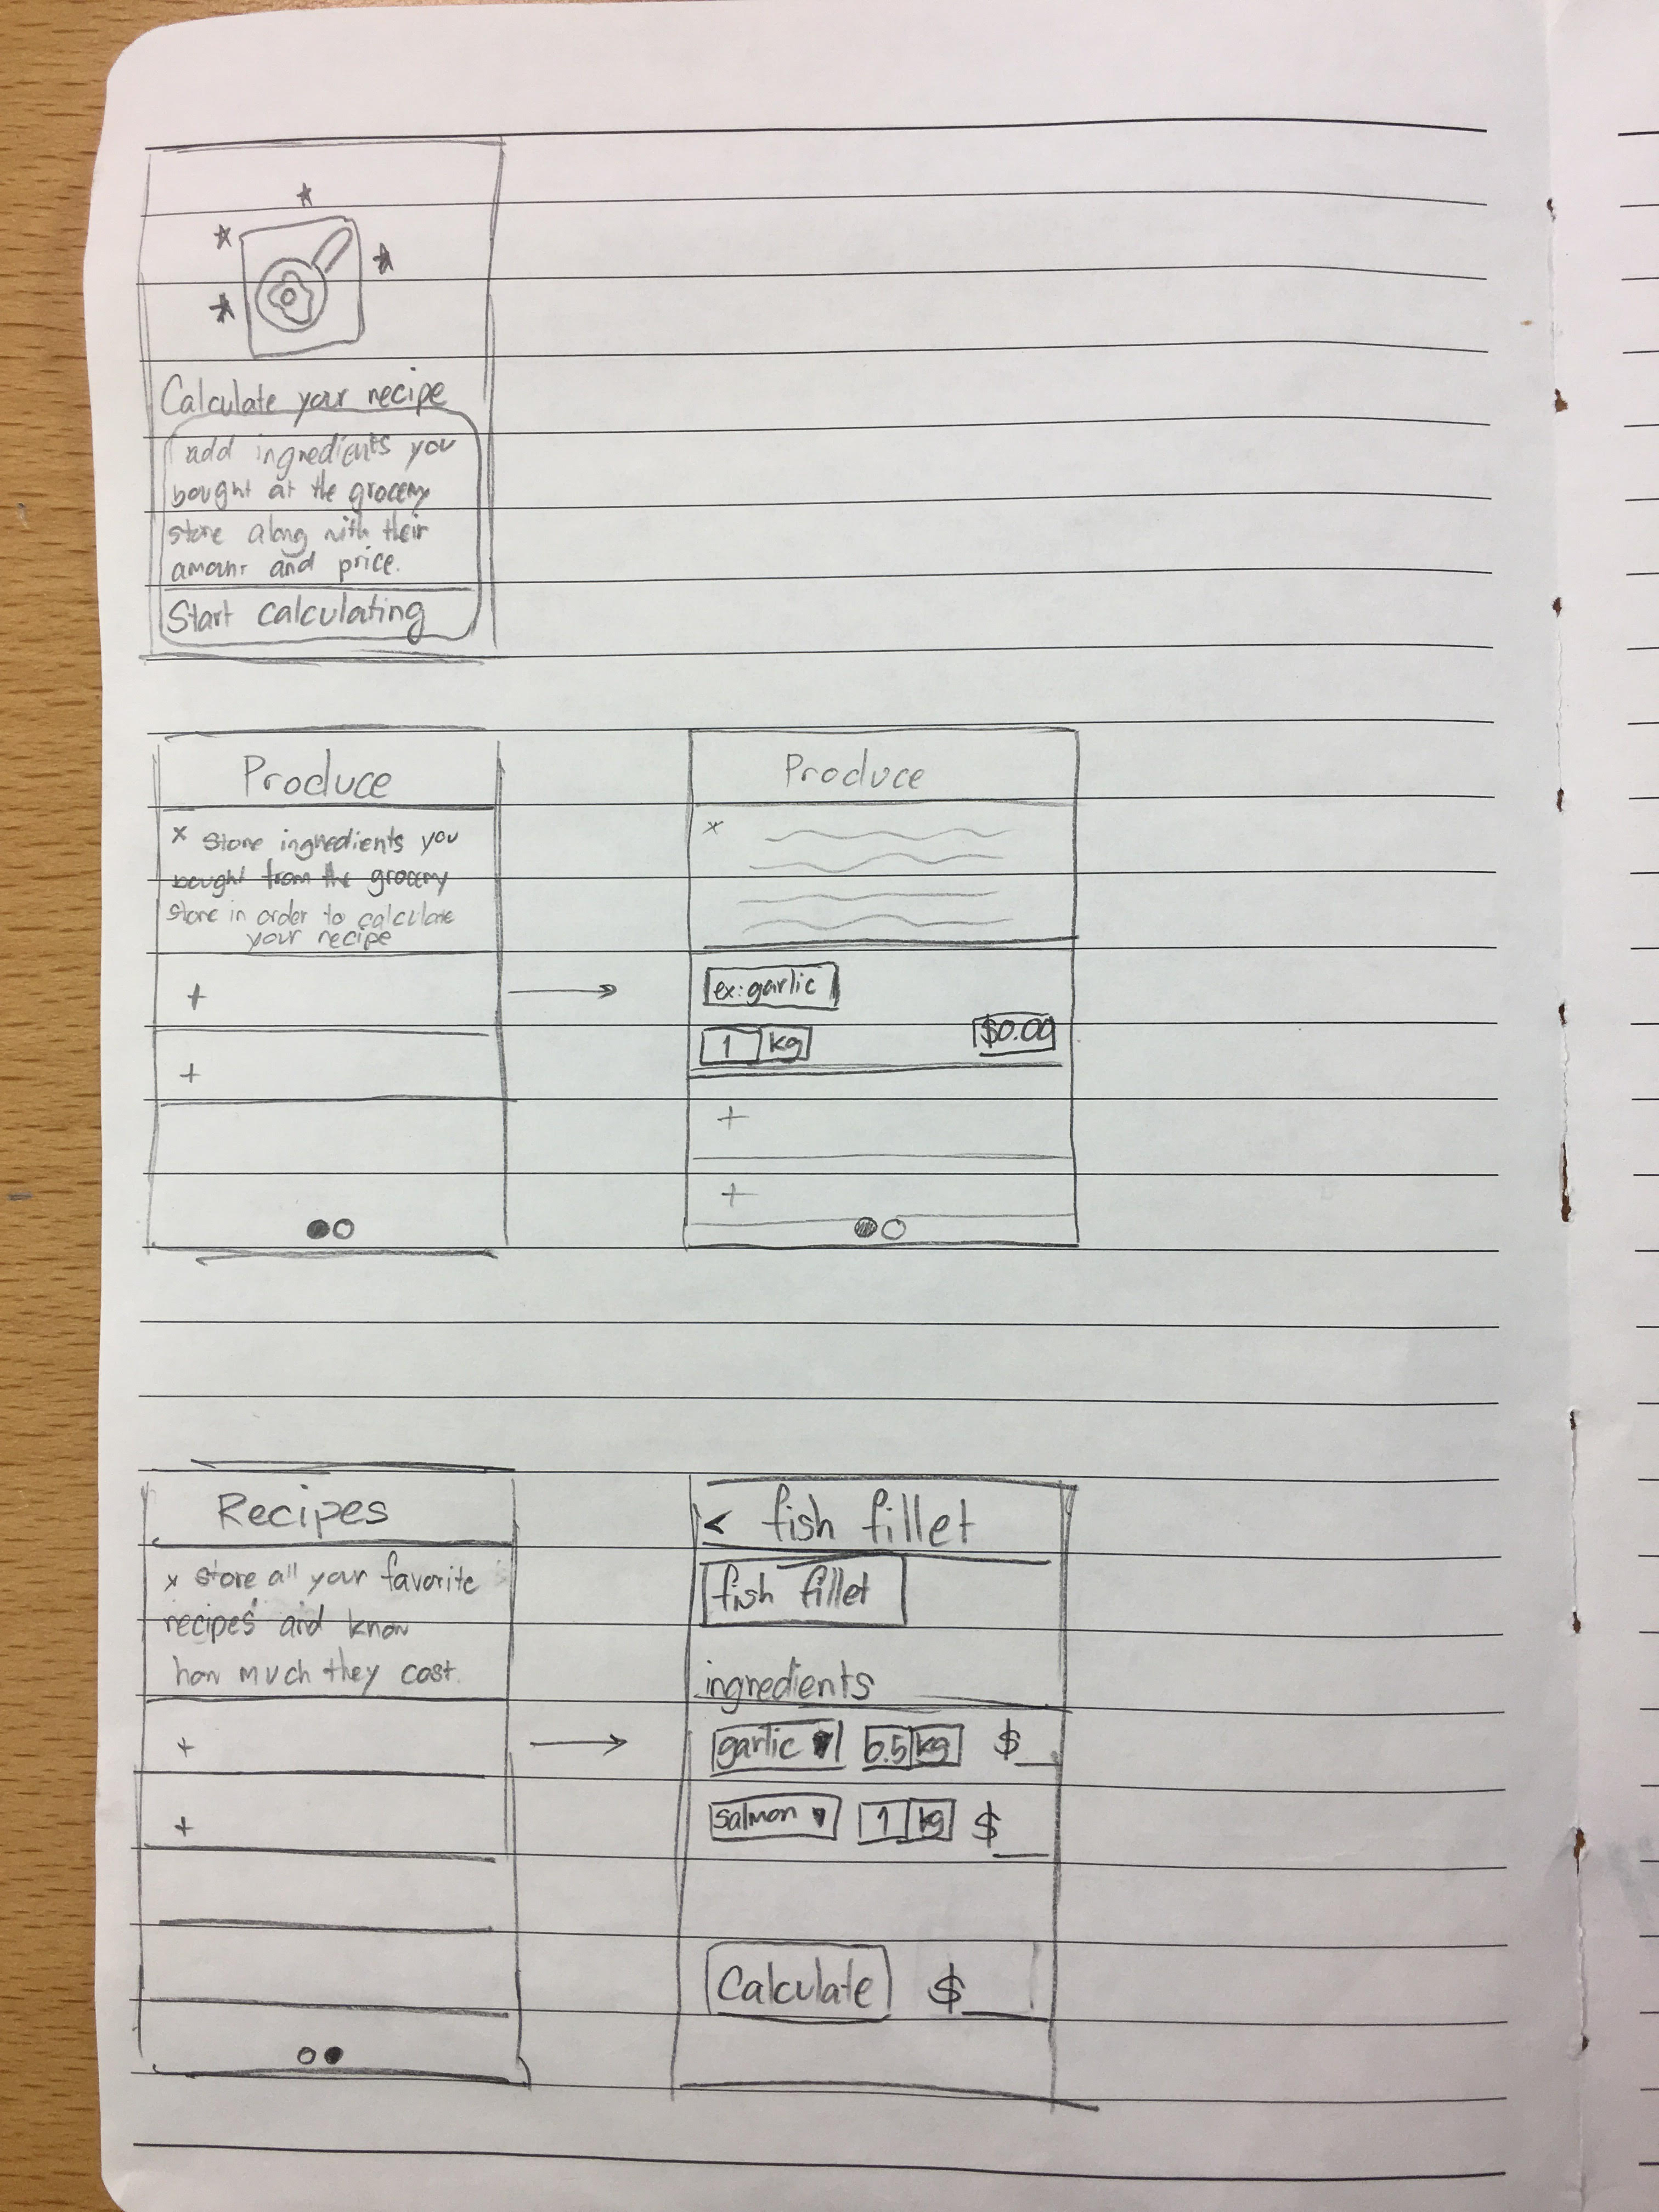 Calculate your recipe
add ingredients you
bought at the grocery
store along with their
amount and price.
Start calculating
Produce
x store ingredients you
bought from the grocery
store in order to calculate
your recipe
+
+
Produce
x
ex: garlic
1 kg $0.00
+
+
Recipes
x store all your favorite
recipes and know
how much they cost.
+
+
< fish fillet
fish fillet
ingredients
garlic ▼ 0.5 kg $__
salmon ▼ 1 kg $__
Calculate $___